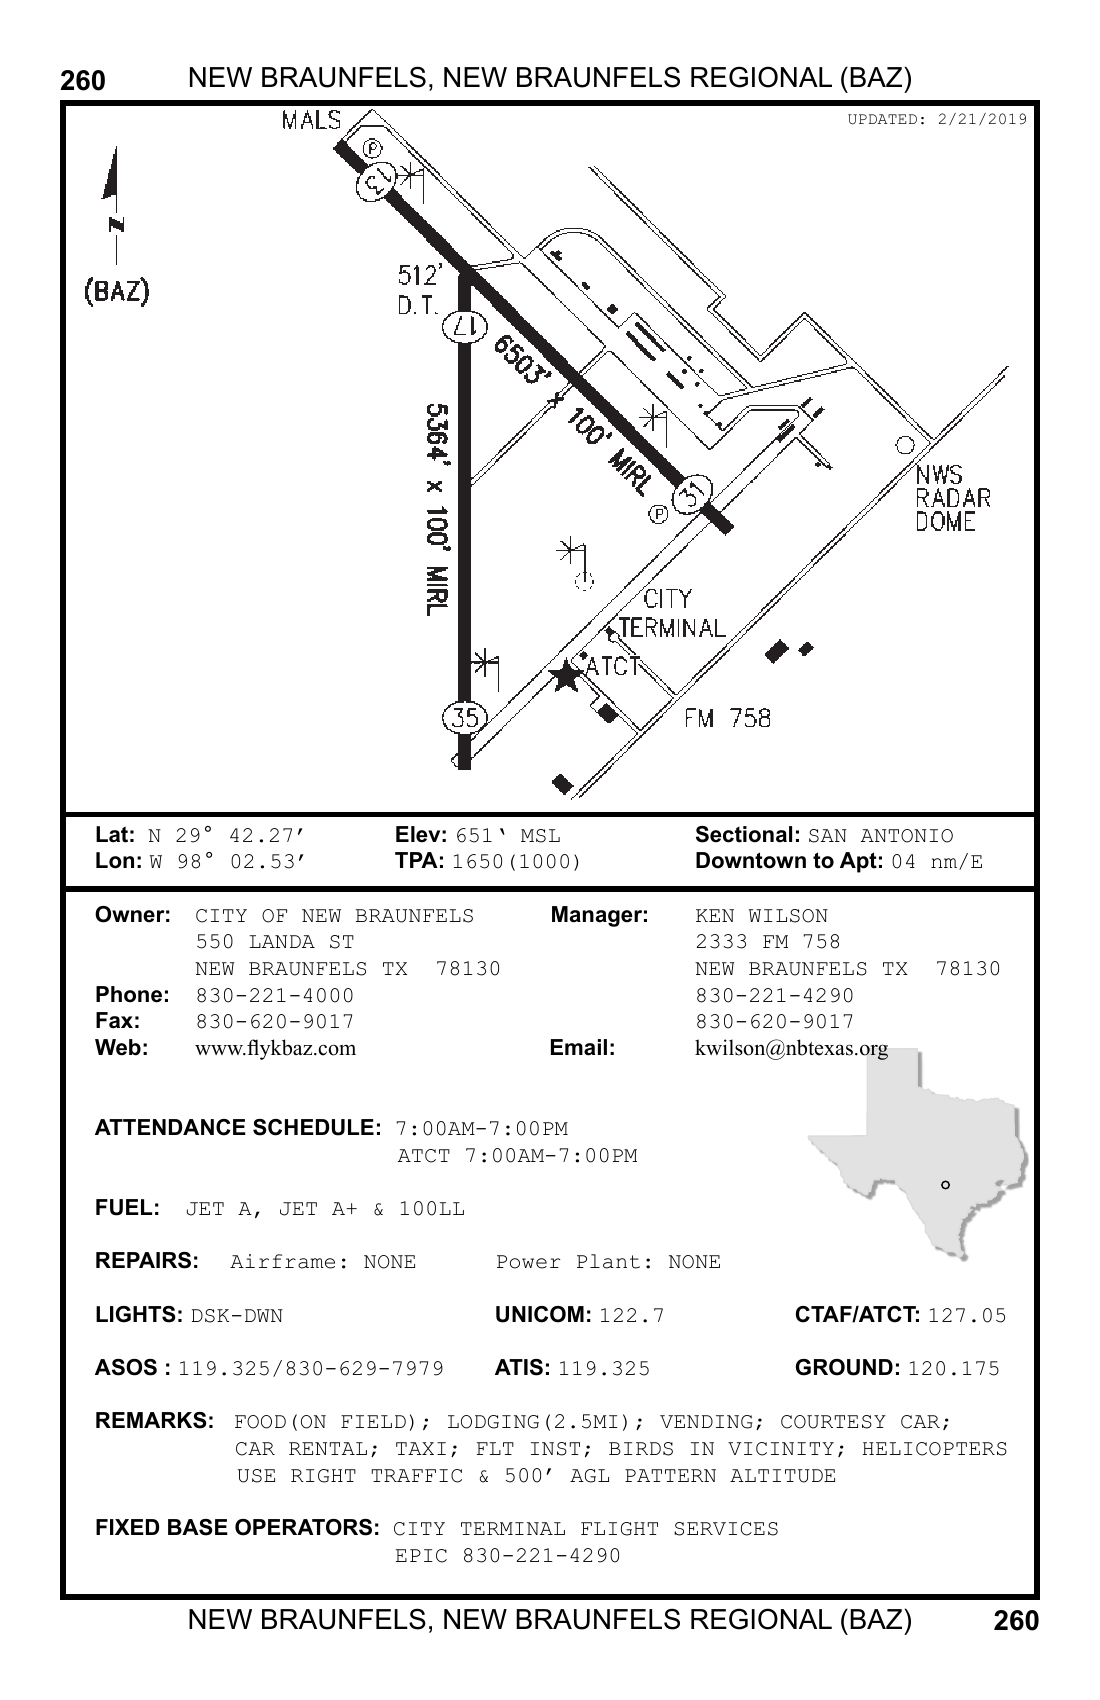 260
NEW BRAUNFELS, NEW BRAUNFELS REGIONAL (BAZ)
UPDATED: 2/21/2019
MALS
P
13
N
(BAZ)
512'
D.T.
17
6503' x 100' MIRL
5364' x 100' MIRL
31
P
NWS
RADAR
DOME
CITY
TERMINAL
ATCT
35
FM 758
Lat: N 29° 42.27’ Elev: 651‘ MSL Sectional: SAN ANTONIO
Lon: W 98° 02.53’ TPA: 1650(1000) Downtown to Apt: 04 nm/E
Owner: CITY OF NEW BRAUNFELS Manager: KEN WILSON
550 LANDA ST 2333 FM 758
NEW BRAUNFELS TX 78130 NEW BRAUNFELS TX 78130
Phone: 830-221-4000 830-221-4290
Fax: 830-620-9017 830-620-9017
Web: www.flykbaz.com Email: kwilson@nbtexas.org
ATTENDANCE SCHEDULE: 7:00AM-7:00PM
ATCT 7:00AM-7:00PM
FUEL: JET A, JET A+ & 100LL
REPAIRS: Airframe: NONE Power Plant: NONE
LIGHTS: DSK-DWN UNICOM: 122.7 CTAF/ATCT: 127.05
ASOS : 119.325/830-629-7979 ATIS: 119.325 GROUND: 120.175
REMARKS: FOOD(ON FIELD); LODGING(2.5MI); VENDING; COURTESY CAR;
CAR RENTAL; TAXI; FLT INST; BIRDS IN VICINITY; HELICOPTERS
USE RIGHT TRAFFIC & 500’ AGL PATTERN ALTITUDE
FIXED BASE OPERATORS: CITY TERMINAL FLIGHT SERVICES
EPIC 830-221-4290
NEW BRAUNFELS, NEW BRAUNFELS REGIONAL (BAZ)
260